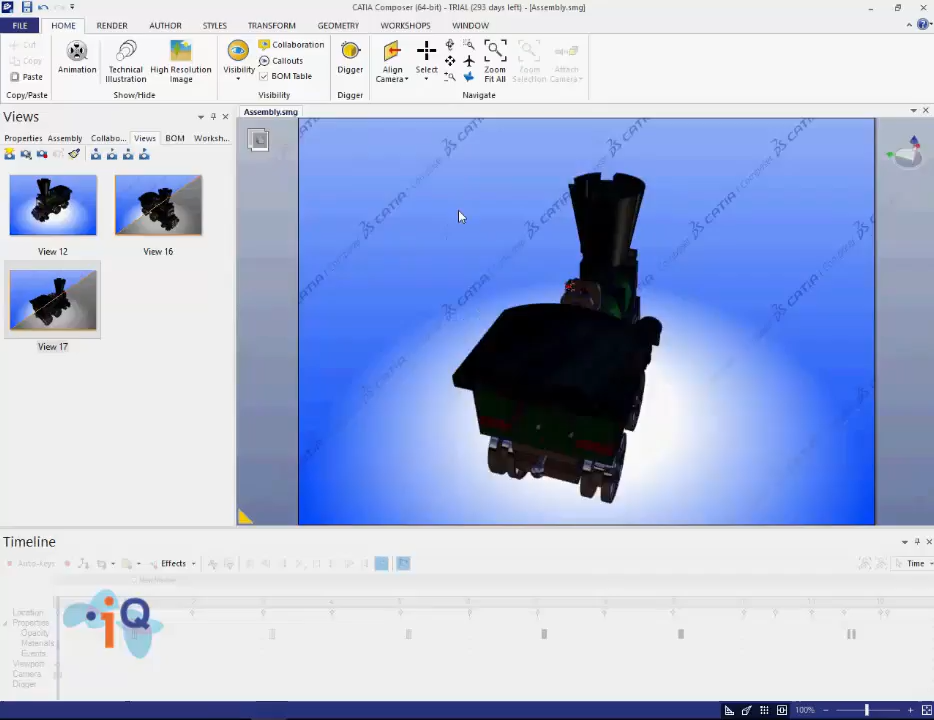 CATIA Composer (64-bit) - TRIAL (293 days left) - [Assembly.smg]
FILE HOME RENDER AUTHOR STYLES TRANSFORM GEOMETRY WORKSHOPS WINDOW
Cut
Copy
Paste
Copy/Paste
Animation
Technical Illustration
High Resolution Image
Show/Hide
Visibility
Collaboration
Callouts
BOM Table
Visibility
Digger
Digger
Align Camera
Select
Zoom Fit All
Zoom Selection
Attach Camera
Navigate
Views
Assembly.smg
Properties Assembly Collabo... Views BOM Worksh...
View 12 View 16
View 17
CATIA | Composer
Timeline
Auto-Keys Effects Time
Location
Properties
Opacity
Materials
Events
Viewport
Camera
Digger
iQ
100%